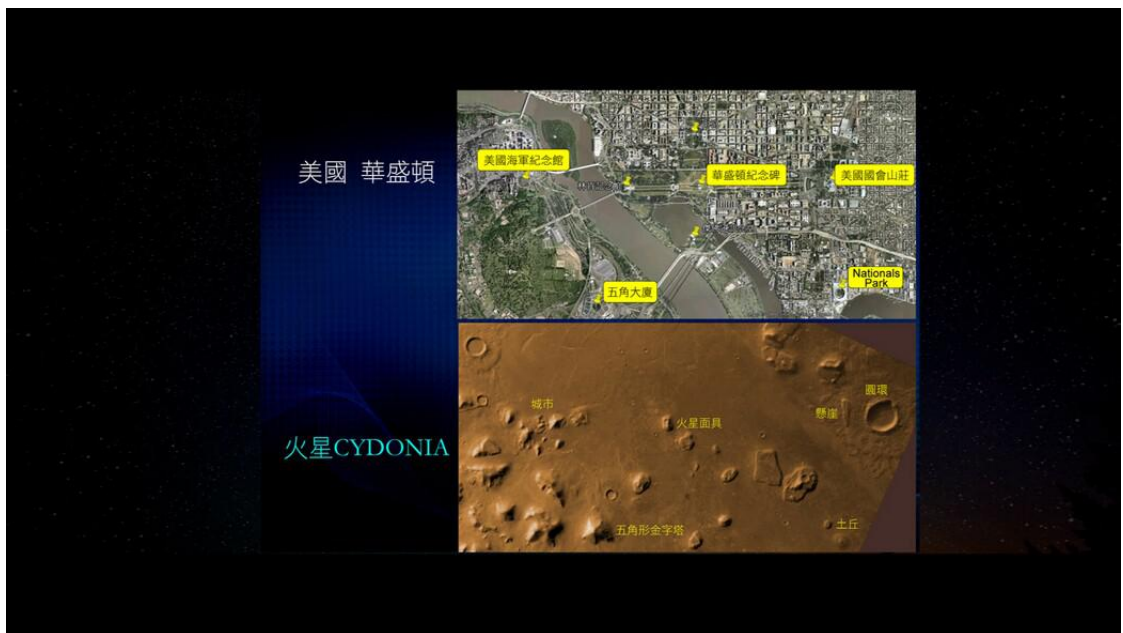 美國 華盛頓
美國海軍紀念館
華盛頓紀念碑
美國國會山莊
五角大廈
Nationals
Park
火星CYDONIA
城市
火星面具
圓環
懸崖
五角形金字塔
土丘